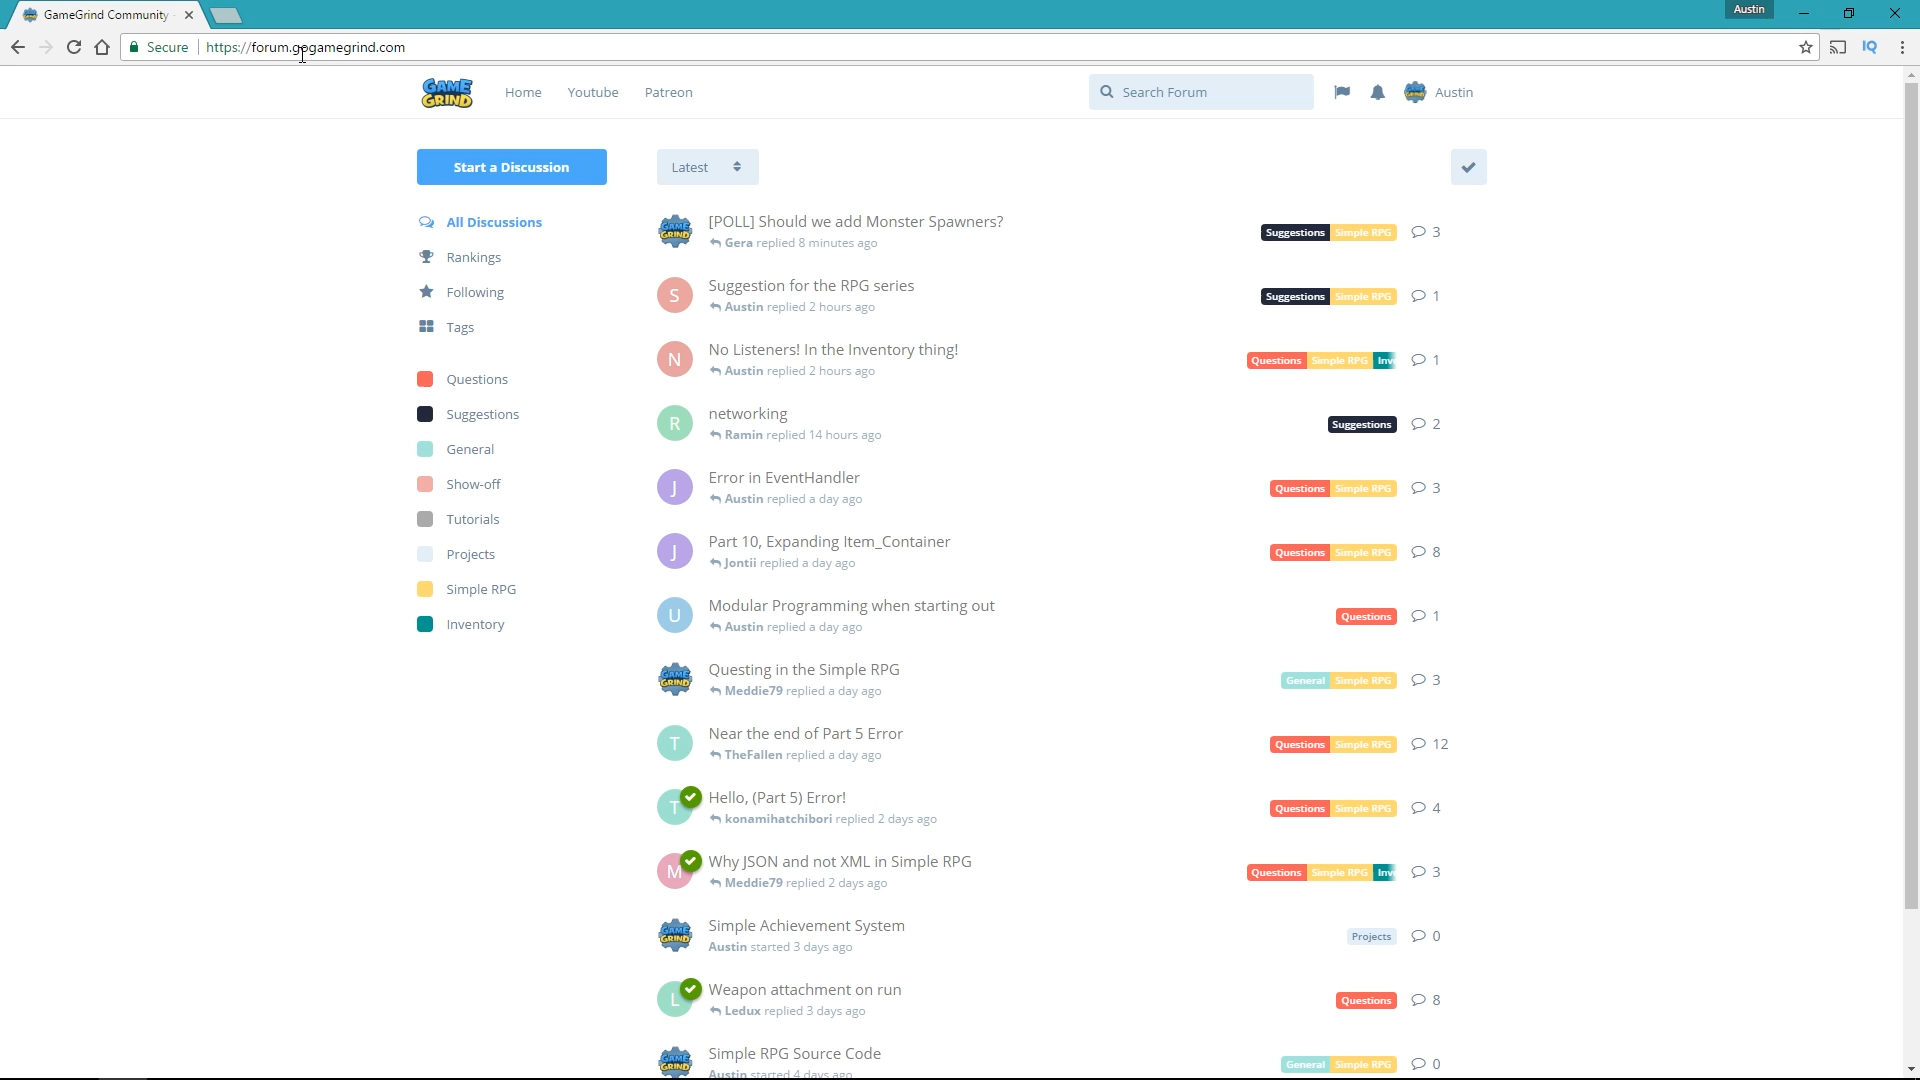 GameGrind Community
Austin
Secure https://forum.gogamegrind.com
IQ
GAME GRIND
Home Youtube Patreon
Search Forum
Austin
Start a Discussion
Latest
All Discussions
Rankings
Following
Tags
Questions
Suggestions
General
Show-off
Tutorials
Projects
Simple RPG
Inventory
[POLL] Should we add Monster Spawners?
Gera replied 8 minutes ago
Suggestions Simple RPG 3
Suggestion for the RPG series
Austin replied 2 hours ago
Suggestions Simple RPG 1
No Listeners! In the Inventory thing!
Austin replied 2 hours ago
Questions Simple RPG Inv 1
networking
Ramin replied 14 hours ago
Suggestions 2
Error in EventHandler
Austin replied a day ago
Questions Simple RPG 3
Part 10, Expanding Item_Container
Jontii replied a day ago
Questions Simple RPG 8
Modular Programming when starting out
Austin replied a day ago
Questions 1
Questing in the Simple RPG
Meddie79 replied a day ago
General Simple RPG 3
Near the end of Part 5 Error
TheFallen replied a day ago
Questions Simple RPG 12
Hello, (Part 5) Error!
konamihatchibori replied 2 days ago
Questions Simple RPG 4
Why JSON and not XML in Simple RPG
Meddie79 replied 2 days ago
Questions Simple RPG Inv 3
Simple Achievement System
Austin started 3 days ago
Projects 0
Weapon attachment on run
Ledux replied 3 days ago
Questions 8
Simple RPG Source Code
Austin started 4 days ago
General Simple RPG 0
S
N
R
J
J
U
T
T
M
L